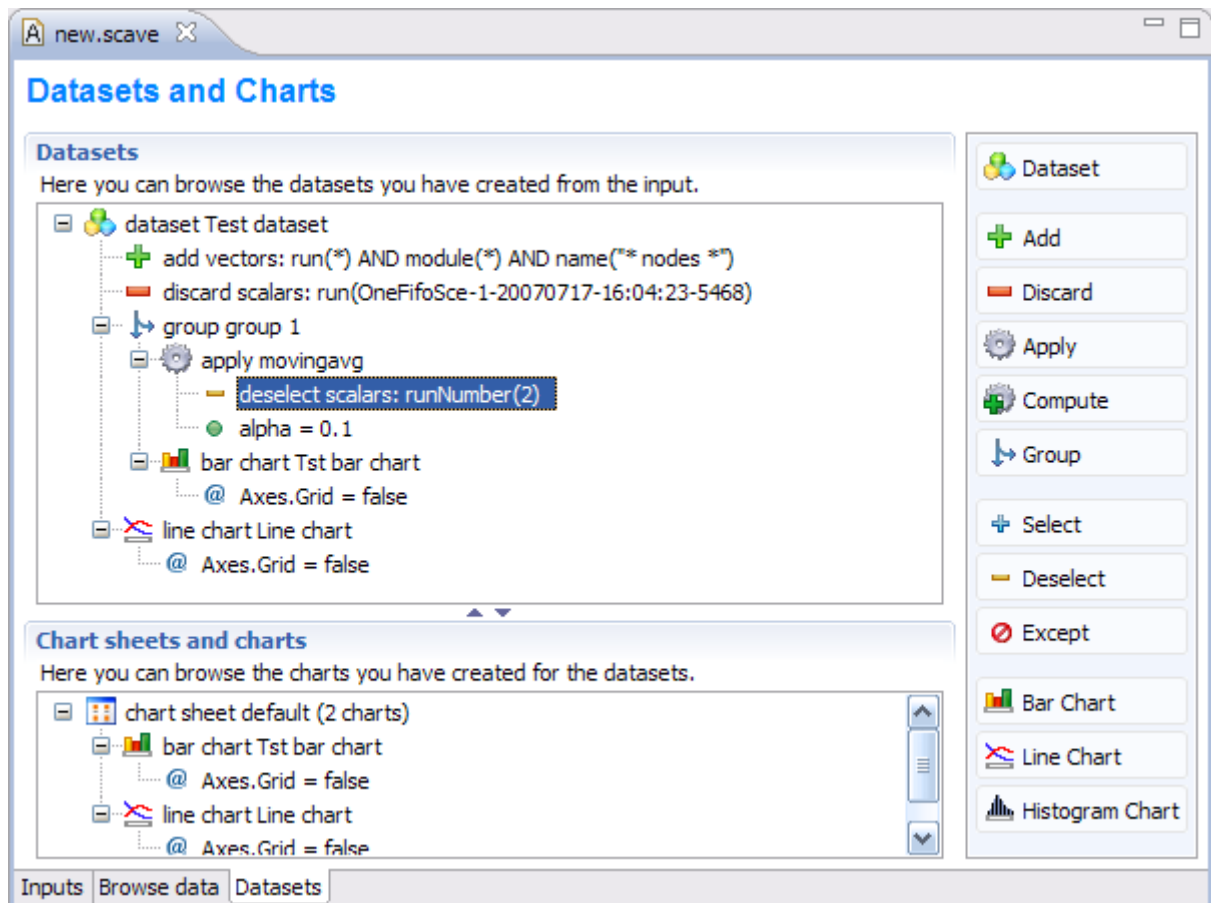 new.scave
Datasets and Charts
Datasets
Here you can browse the datasets you have created from the input.
dataset Test dataset
add vectors: run(*) AND module(*) AND name("* nodes *")
discard scalars: run(OneFifoSce-1-20070717-16:04:23-5468)
group group 1
apply movingavg
deselect scalars: runNumber(2)
alpha = 0.1
bar chart Tst bar chart
@ Axes.Grid = false
line chart Line chart
@ Axes.Grid = false
Chart sheets and charts
Here you can browse the charts you have created for the datasets.
chart sheet default (2 charts)
bar chart Tst bar chart
@ Axes.Grid = false
line chart Line chart
@ Axes.Grid = false
Dataset
Add
Discard
Apply
Compute
Group
Select
Deselect
Except
Bar Chart
Line Chart
Histogram Chart
Inputs Browse data Datasets